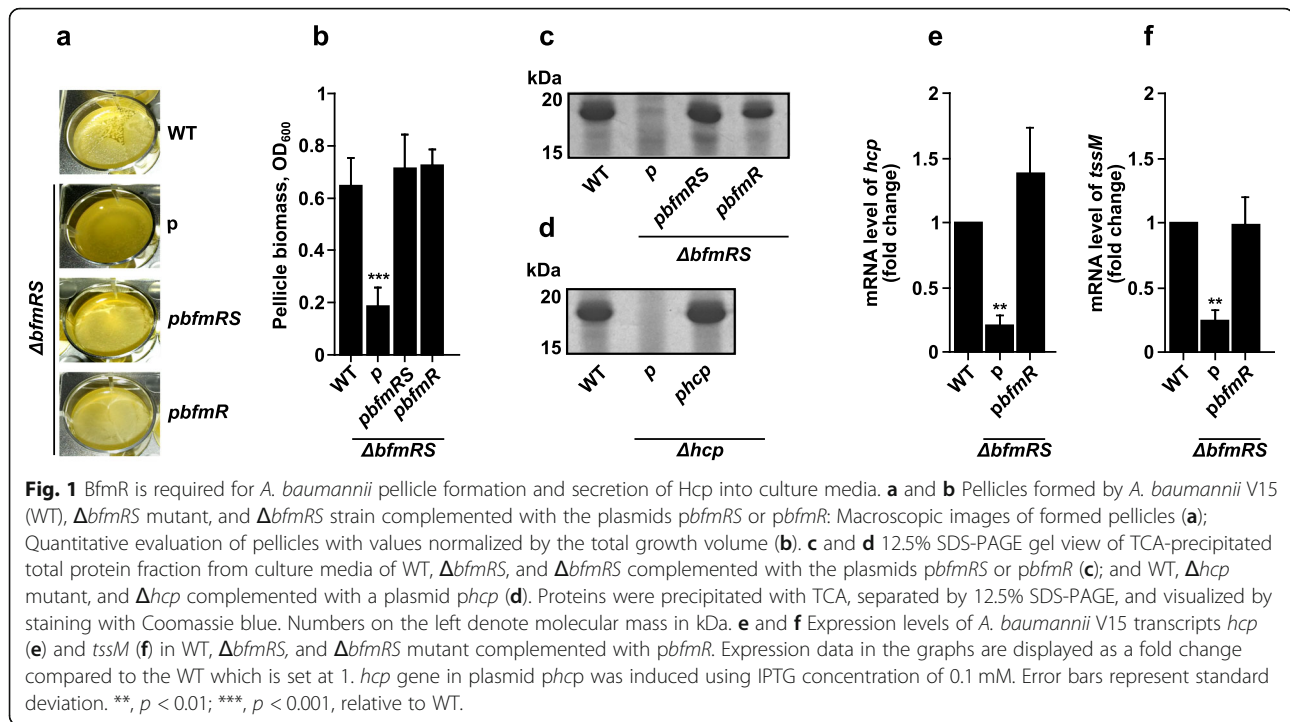 a
WT
p
pbfmRS
pbfmR
ΔbfmRS
b
Pellicle biomass, OD600
1
0.8
0.6
0.4
0.2
0
***
WT
p
pbfmRS
pbfmR
ΔbfmRS
c
kDa
20
15
WT
p
pbfmRS
pbfmR
ΔbfmRS
d
kDa
20
15
WT
p
phcp
Δhcp
e
mRNA level of hcp
(fold change)
2
1.5
1
0.5
0
**
WT
p
pbfmR
ΔbfmRS
f
mRNA level of tssM
(fold change)
2
1.5
1
0.5
0
**
WT
p
pbfmR
ΔbfmRS
Fig. 1 BfmR is required for A. baumannii pellicle formation and secretion of Hcp into culture media. a and b Pellicles formed by A. baumannii V15
(WT), ΔbfmRS mutant, and ΔbfmRS strain complemented with the plasmids pbfmRS or pbfmR: Macroscopic images of formed pellicles (a);
Quantitative evaluation of pellicles with values normalized by the total growth volume (b). c and d 12.5% SDS-PAGE gel view of TCA-precipitated
total protein fraction from culture media of WT, ΔbfmRS, and ΔbfmRS complemented with the plasmids pbfmRS or pbfmR (c); and WT, Δhcp
mutant, and Δhcp complemented with a plasmid phcp (d). Proteins were precipitated with TCA, separated by 12.5% SDS-PAGE, and visualized by
staining with Coomassie blue. Numbers on the left denote molecular mass in kDa. e and f Expression levels of A. baumannii V15 transcripts hcp
(e) and tssM (f) in WT, ΔbfmRS, and ΔbfmRS mutant complemented with pbfmR. Expression data in the graphs are displayed as a fold change
compared to the WT which is set at 1. hcp gene in plasmid phcp was induced using IPTG concentration of 0.1 mM. Error bars represent standard
deviation. **, p < 0.01; ***, p < 0.001, relative to WT.